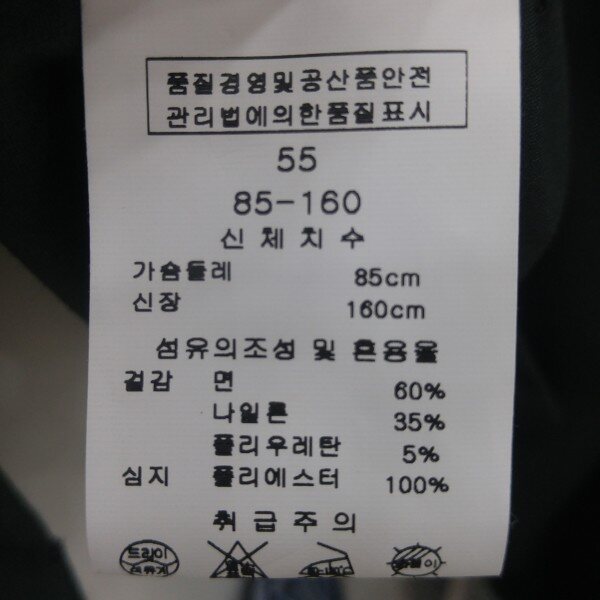 품질경영및공산품안전
관리법에의한품질표시
55
85-160
신체치수
가슴둘레 85cm
신장 160cm
섬유의조성 및 혼용율
겉감 면 60%
나일론 35%
폴리우레탄 5%
심지 폴리에스터 100%
취급주의
드라이